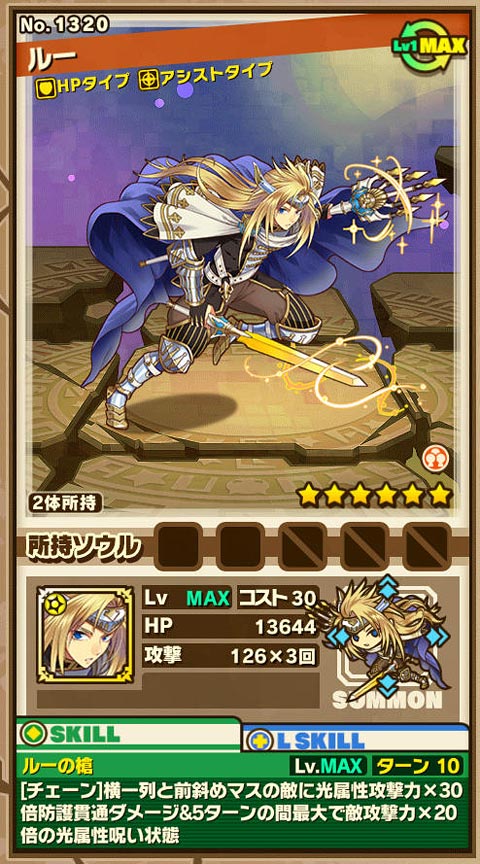 No. 1320
ルー
Lv1 MAX
HPタイプ アシストタイプ
2体所持
所持ソウル
Lv MAX コスト 30
HP 13644
攻撃 126×3回
SUMMON
SKILL
L SKILL
ルーの槍 Lv.MAX ターン 10
[チェーン]横一列と前斜めマスの敵に光属性攻撃力×30
倍防護貫通ダメージ&5ターンの間最大で敵攻撃力×20
倍の光属性呪い状態